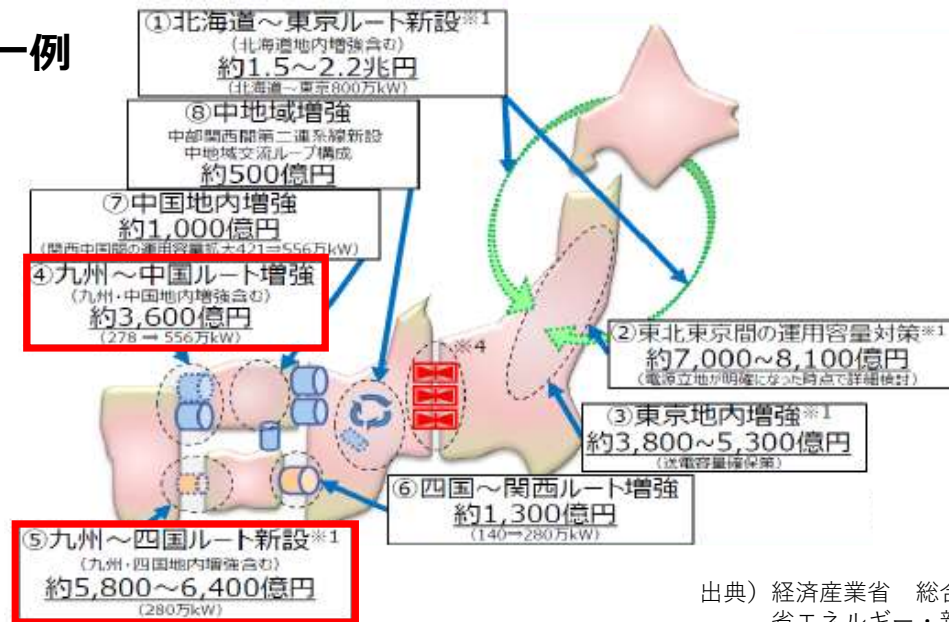 一例
①北海道～東京ルート新設※1
(北海道地内増強含む)
約1.5～2.2兆円
(北海道～東京800万kW)
⑧中地域増強
中部関西間第二連系線新設
中地域交流ループ構成
約500億円
⑦中国地内増強
約1,000億円
(関西中国間の運用容量拡大421⇒556万kW)
④九州～中国ルート増強
(九州・中国地内増強含む)
約3,600億円
(278 ⇒ 556万kW)
※4
②東北東京間の運用容量対策※1
約7,000～8,100億円
(電源立地が明確になった時点で詳細検討)
③東京地内増強※1
約3,800～5,300億円
(送電容量確保策)
⑥四国～関西ルート増強
約1,300億円
(140⇒280万kW)
⑤九州～四国ルート新設※1
(九州・四国地内増強含む)
約5,800～6,400億円
(280万kW)
出典）経済産業省 総合
省エネルギー・新